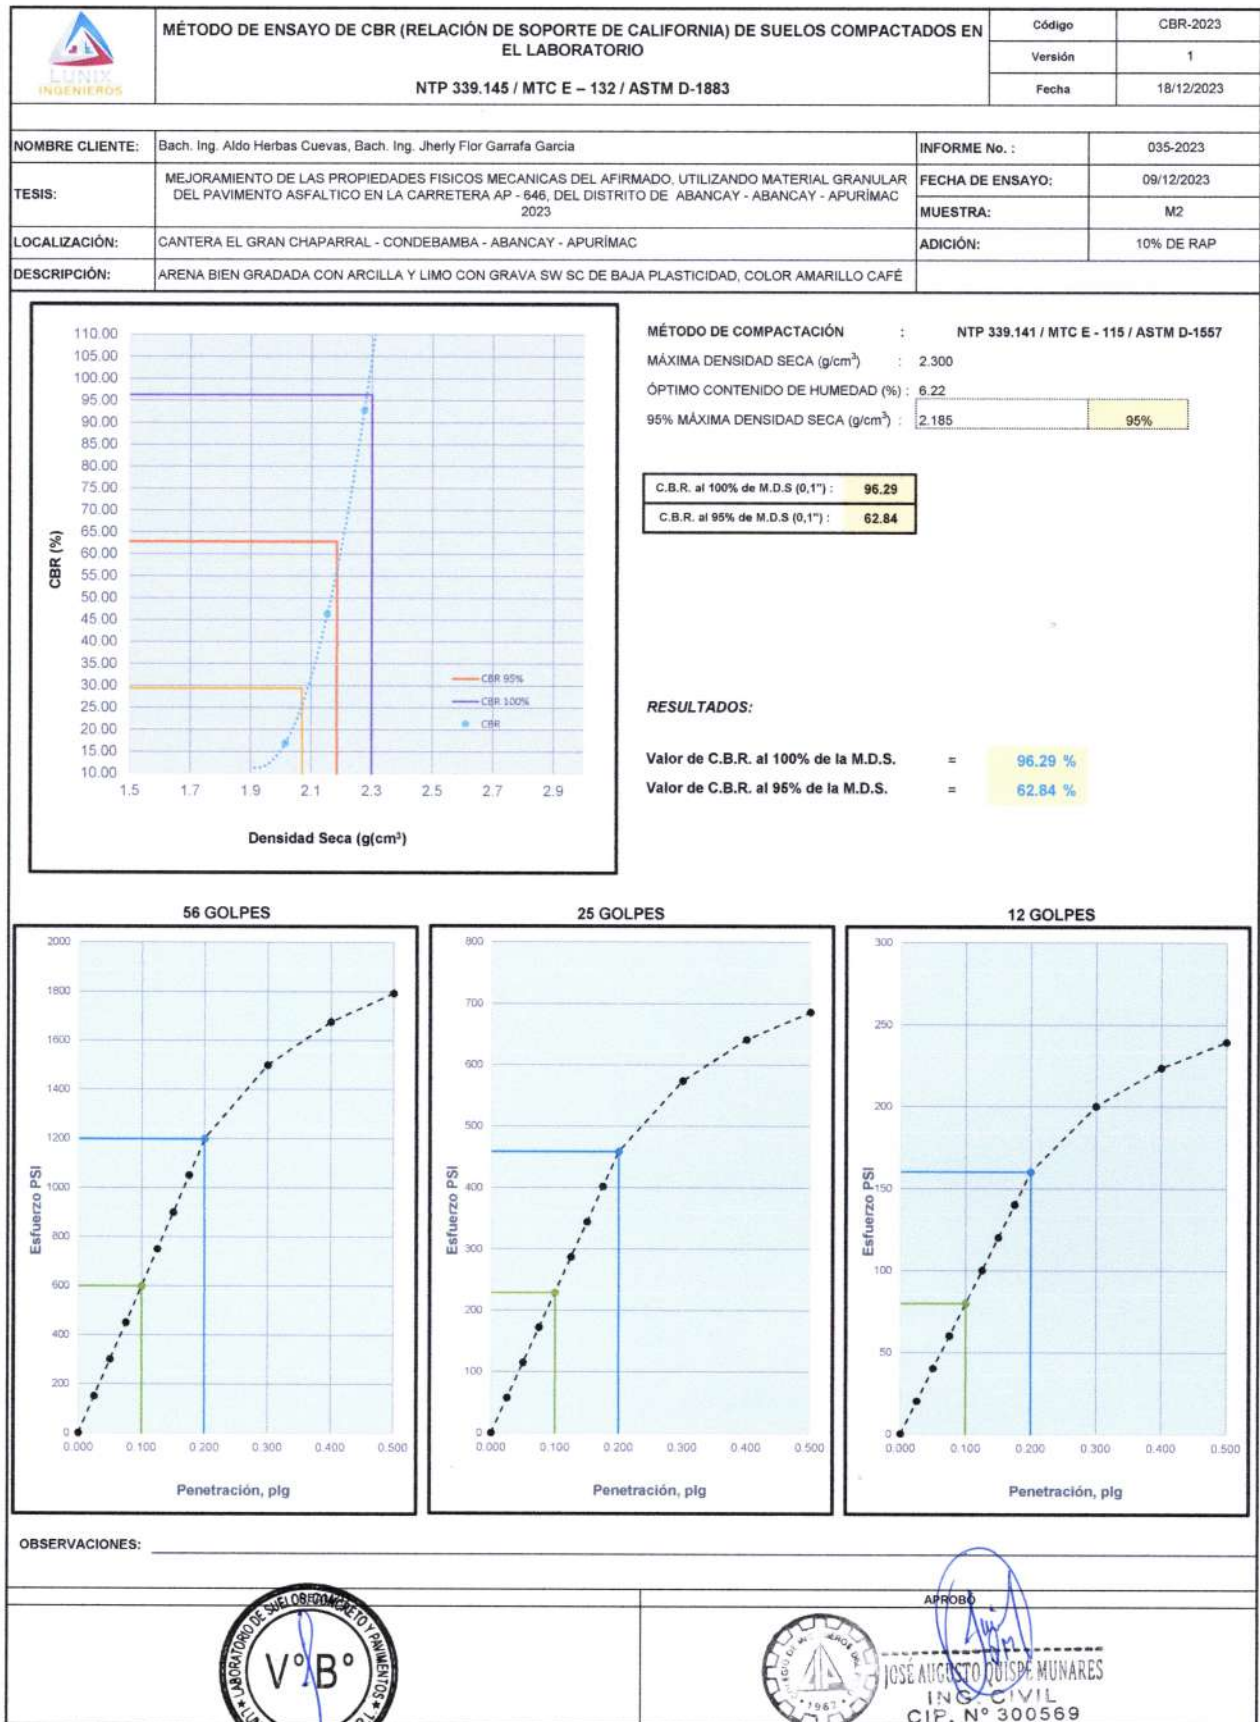 LUNIX
INGENIEROS
MÉTODO DE ENSAYO DE CBR (RELACIÓN DE SOPORTE DE CALIFORNIA) DE SUELOS COMPACTADOS EN
EL LABORATORIO
NTP 339.145 / MTC E – 132 / ASTM D-1883
Código CBR-2023
Versión 1
Fecha 18/12/2023
NOMBRE CLIENTE: Bach. Ing. Aldo Herbas Cuevas, Bach. Ing. Jherly Flor Garrafa Garcia
INFORME No. : 035-2023
TESIS:
MEJORAMIENTO DE LAS PROPIEDADES FISICOS MECANICAS DEL AFIRMADO, UTILIZANDO MATERIAL GRANULAR
DEL PAVIMENTO ASFALTICO EN LA CARRETERA AP - 646, DEL DISTRITO DE ABANCAY - ABANCAY - APURÍMAC
2023
FECHA DE ENSAYO: 09/12/2023
MUESTRA: M2
LOCALIZACIÓN: CANTERA EL GRAN CHAPARRAL - CONDEBAMBA - ABANCAY - APURÍMAC
ADICIÓN: 10% DE RAP
DESCRIPCIÓN: ARENA BIEN GRADADA CON ARCILLA Y LIMO CON GRAVA SW SC DE BAJA PLASTICIDAD, COLOR AMARILLO CAFÉ
110.00
105.00
100.00
95.00
90.00
85.00
80.00
75.00
70.00
65.00
60.00
55.00
50.00
45.00
40.00
35.00
30.00
25.00
20.00
15.00
10.00
CBR (%)
CBR 95%
CBR 100%
CBR
1.5 1.7 1.9 2.1 2.3 2.5 2.7 2.9
Densidad Seca (g(cm³)
MÉTODO DE COMPACTACIÓN : NTP 339.141 / MTC E - 115 / ASTM D-1557
MÁXIMA DENSIDAD SECA (g/cm³) : 2.300
ÓPTIMO CONTENIDO DE HUMEDAD (%) : 6.22
95% MÁXIMA DENSIDAD SECA (g/cm³) : 2.185 95%
C.B.R. al 100% de M.D.S (0,1") : 96.29
C.B.R. al 95% de M.D.S (0,1") : 62.84
RESULTADOS:
Valor de C.B.R. al 100% de la M.D.S. = 96.29 %
Valor de C.B.R. al 95% de la M.D.S. = 62.84 %
56 GOLPES
2000
1800
1600
1400
1200
1000
800
600
400
200
0
Esfuerzo PSI
0.000 0.100 0.200 0.300 0.400 0.500
Penetración, plg
25 GOLPES
800
700
600
500
400
300
200
100
0
Esfuerzo PSI
0.000 0.100 0.200 0.300 0.400 0.500
Penetración, plg
12 GOLPES
300
250
200
150
100
50
0
Esfuerzo PSI
0.000 0.100 0.200 0.300 0.400 0.500
Penetración, plg
OBSERVACIONES:
LABORATORIO DE SUELOS, CONCRETO Y PAVIMENTOS
V°B°
APROBÓ
1962
JOSÉ AUGUSTO QUISPE MUNARES
ING. CIVIL
CIP. N° 300569